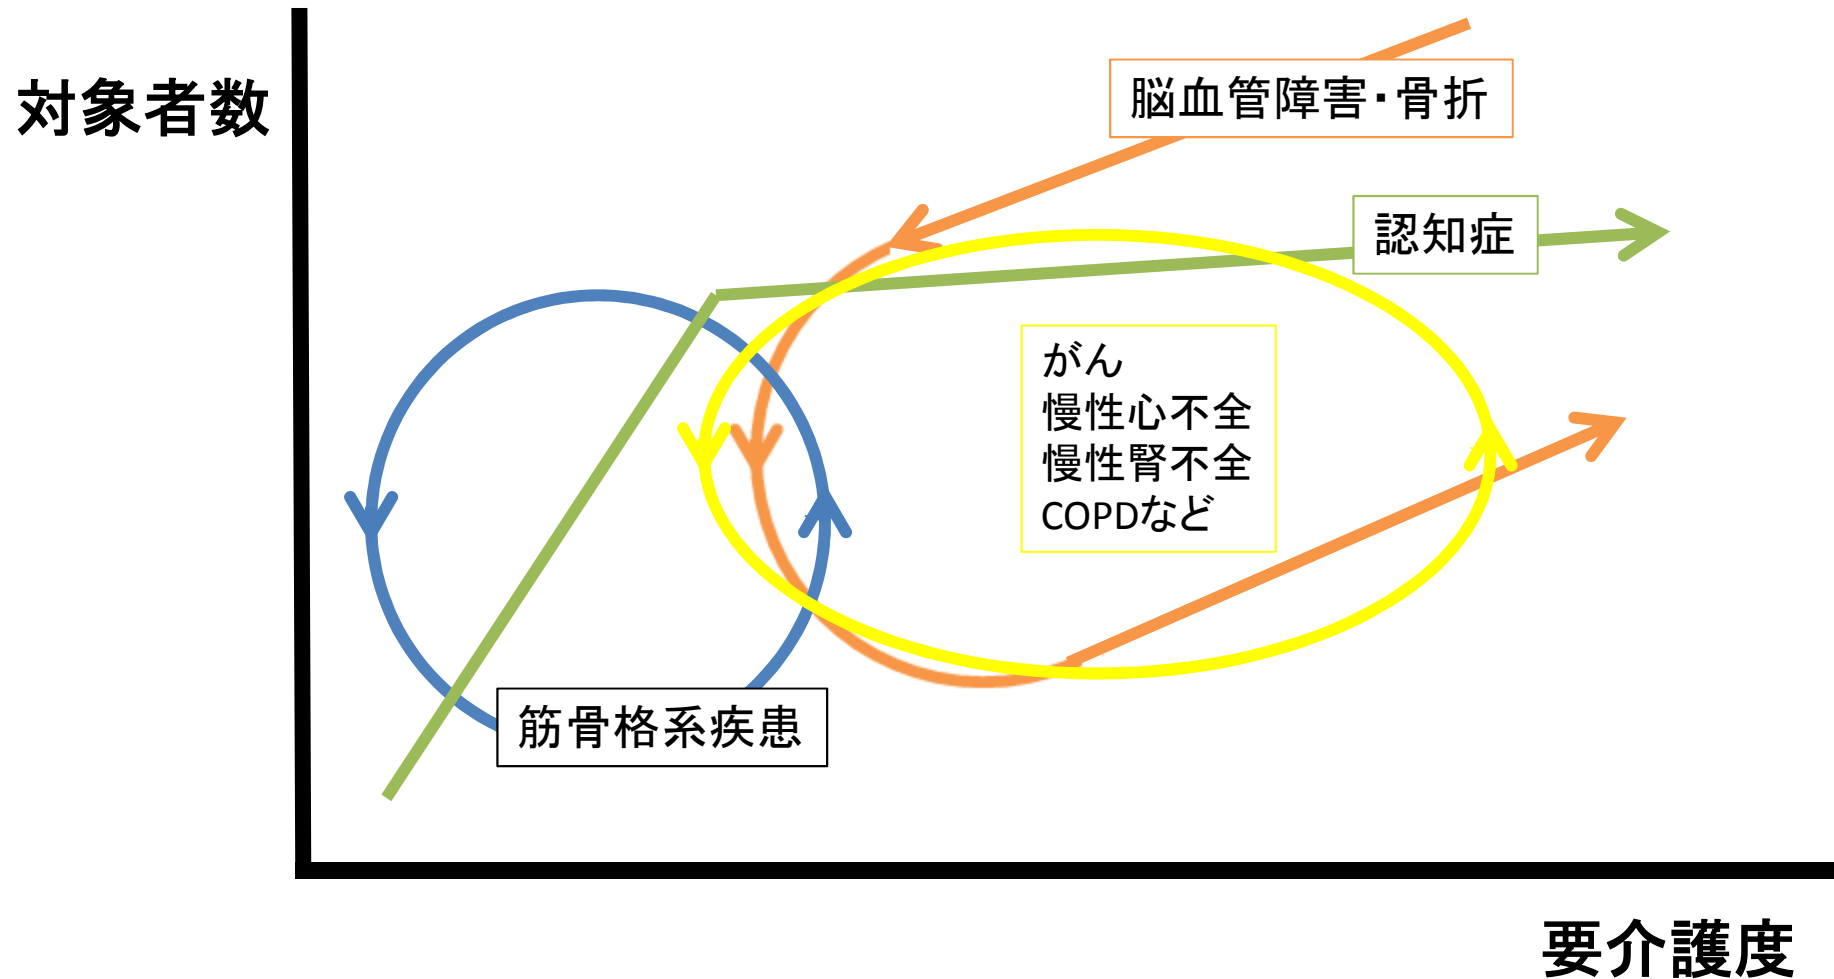 対象者数
脳血管障害・骨折
認知症
がん
慢性心不全
慢性腎不全
COPDなど
筋骨格系疾患
要介護度